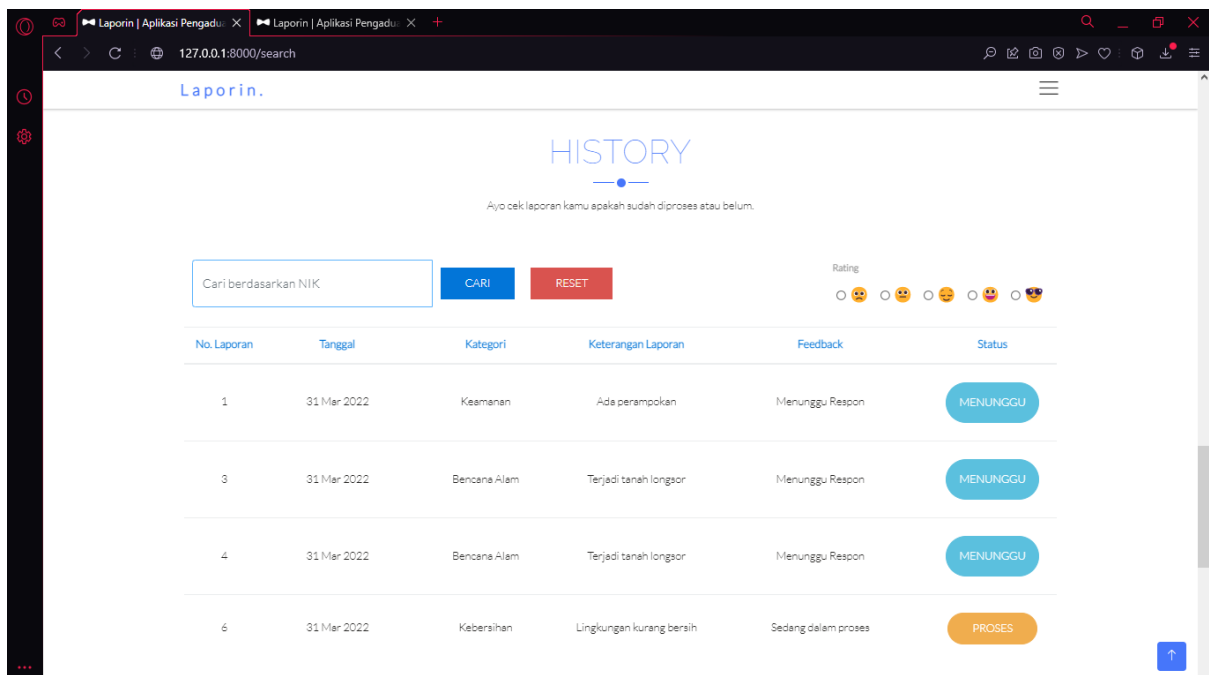 Laporin | Aplikasi Pengadu
Laporin | Aplikasi Pengadu
127.0.0.1:8000/search
Laporin.
HISTORY
Ayo cek laporan kamu apakah sudah diproses atau belum.
Cari berdasarkan NIK
CARI
RESET
Rating
No. Laporan Tanggal Kategori Keterangan Laporan Feedback Status
1 31 Mar 2022 Keamanan Ada perampokan Menunggu Respon MENUNGGU
3 31 Mar 2022 Bencana Alam Terjadi tanah longsor Menunggu Respon MENUNGGU
4 31 Mar 2022 Bencana Alam Terjadi tanah longsor Menunggu Respon MENUNGGU
6 31 Mar 2022 Kebersihan Lingkungan kurang bersih Sedang dalam proses PROSES